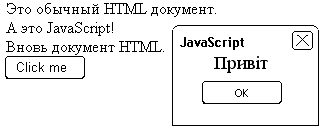 Это обычный HTML документ.
А это JavaScript!
Вновь документ HTML.
Click me
JavaScript
Привіт
OK